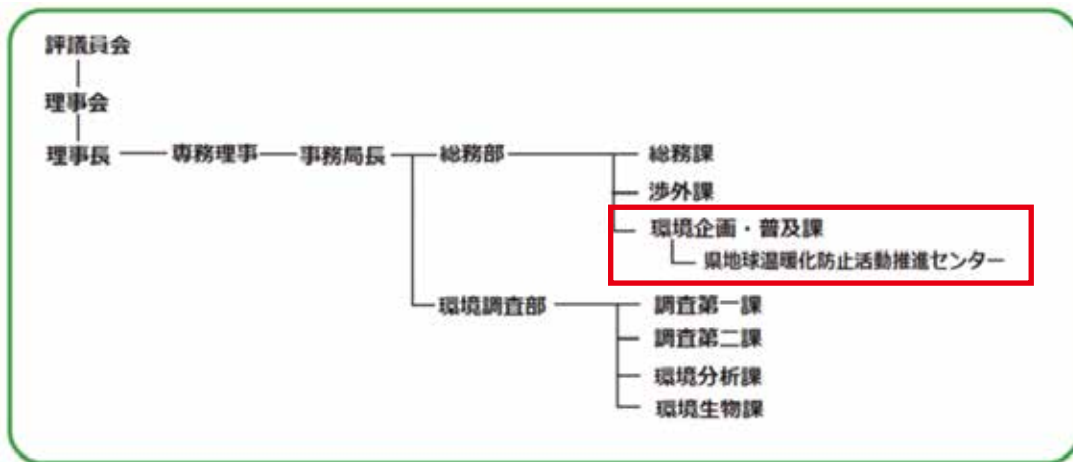 評議員会
理事会
理事長 専務理事 事務局長 総務部 総務課
渉外課
環境企画・普及課
県地球温暖化防止活動推進センター
環境調査部 調査第一課
調査第二課
環境分析課
環境生物課